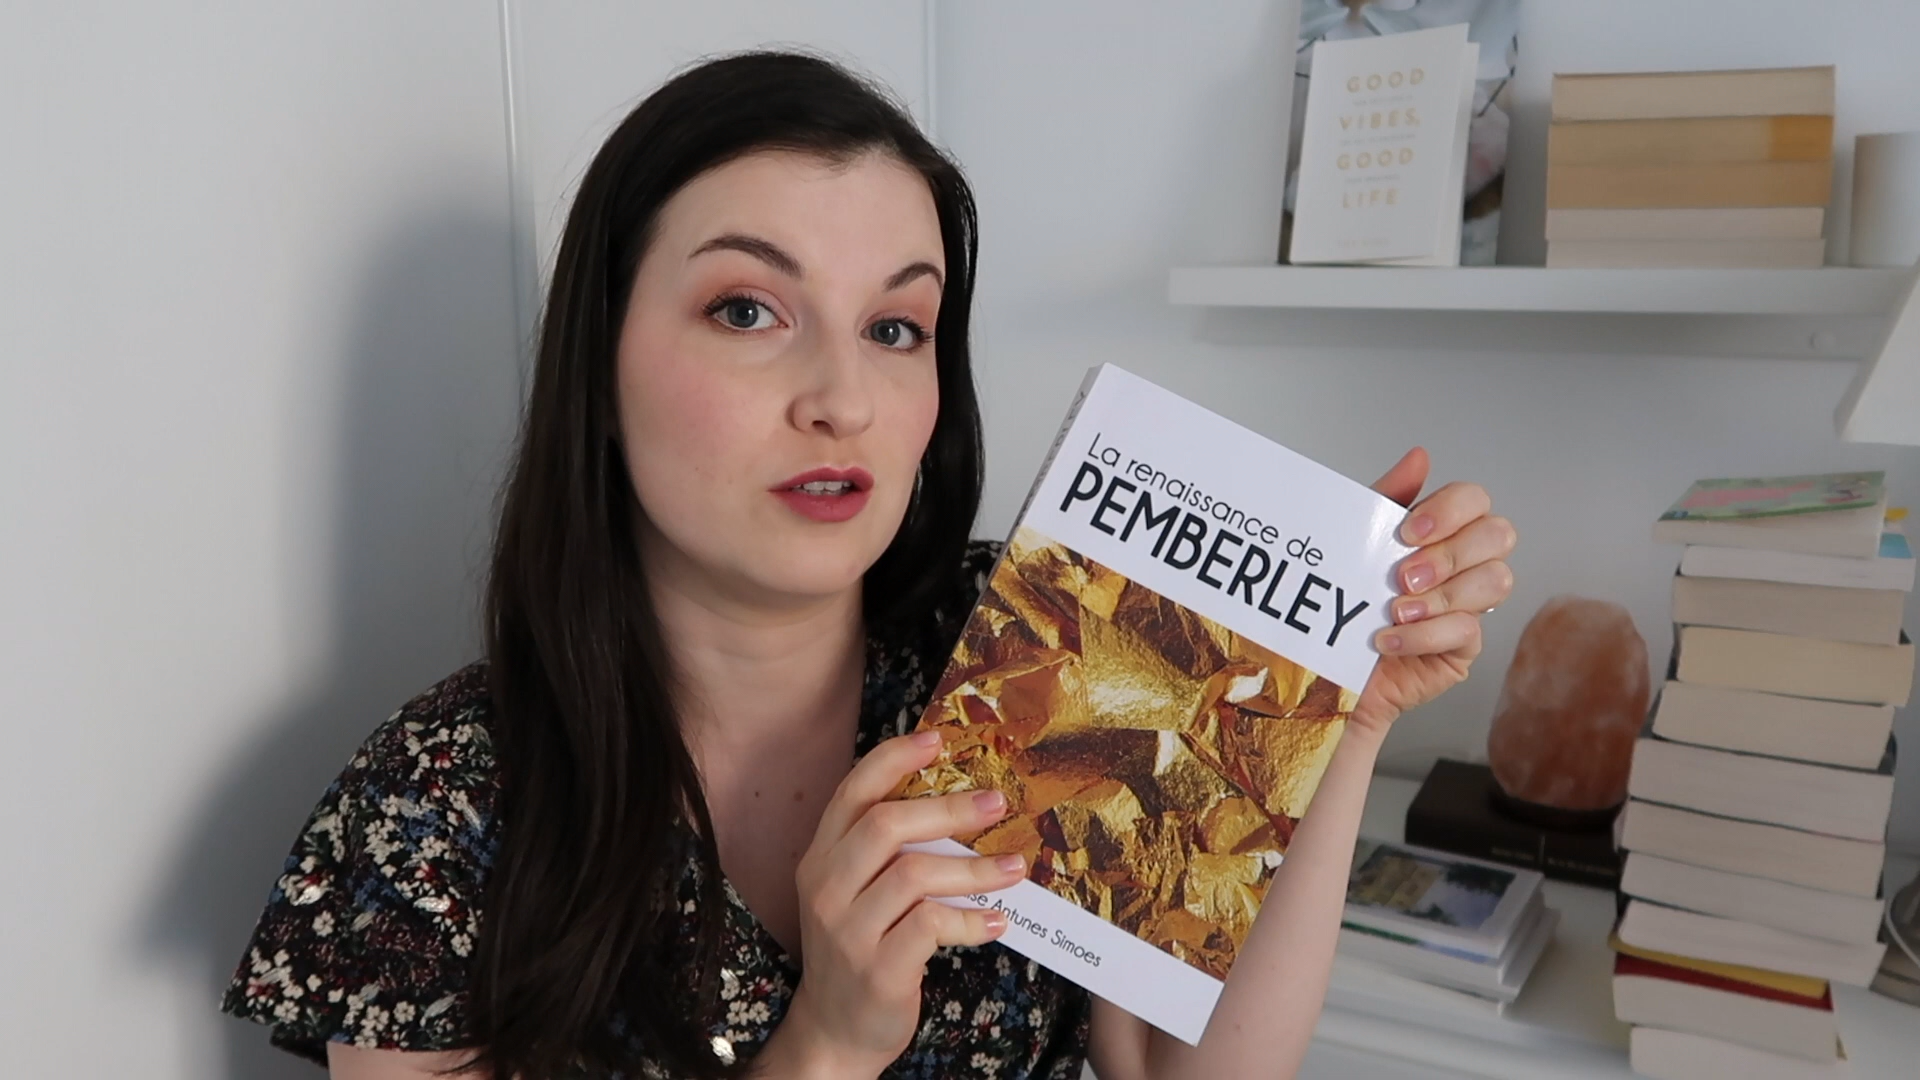 GOOD
VIBES,
GOOD
LIFE
La renaissance de
PEMBERLEY
Antunes Simoes